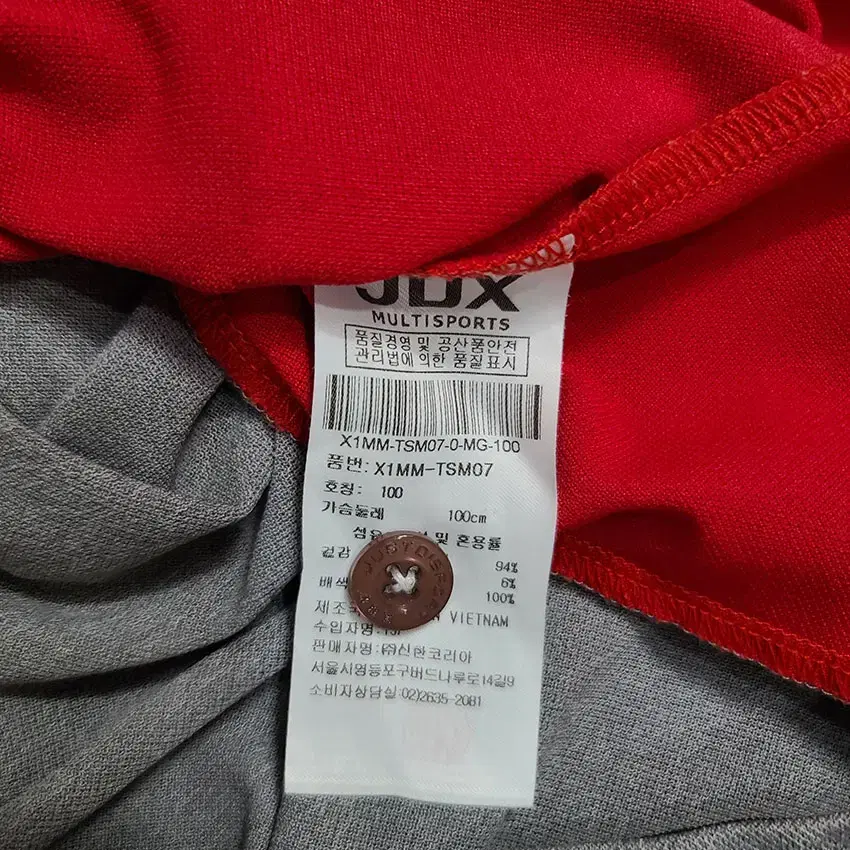 JDX
MULTISPORTS
품질경영 및 공산품안전
관리법에 의한 품질표시
X1MM-TSM07-0-MG-100
품번: X1MM-TSM07
호칭: 100
가슴둘레 100cm
및 혼용률
겉감 94%
배색 6%
100%
VIETNAM
수입자명:
판매자명:㈜신한코리아
서울시영등포구버드나루로14길9
소비자상담실:02)2635-2081